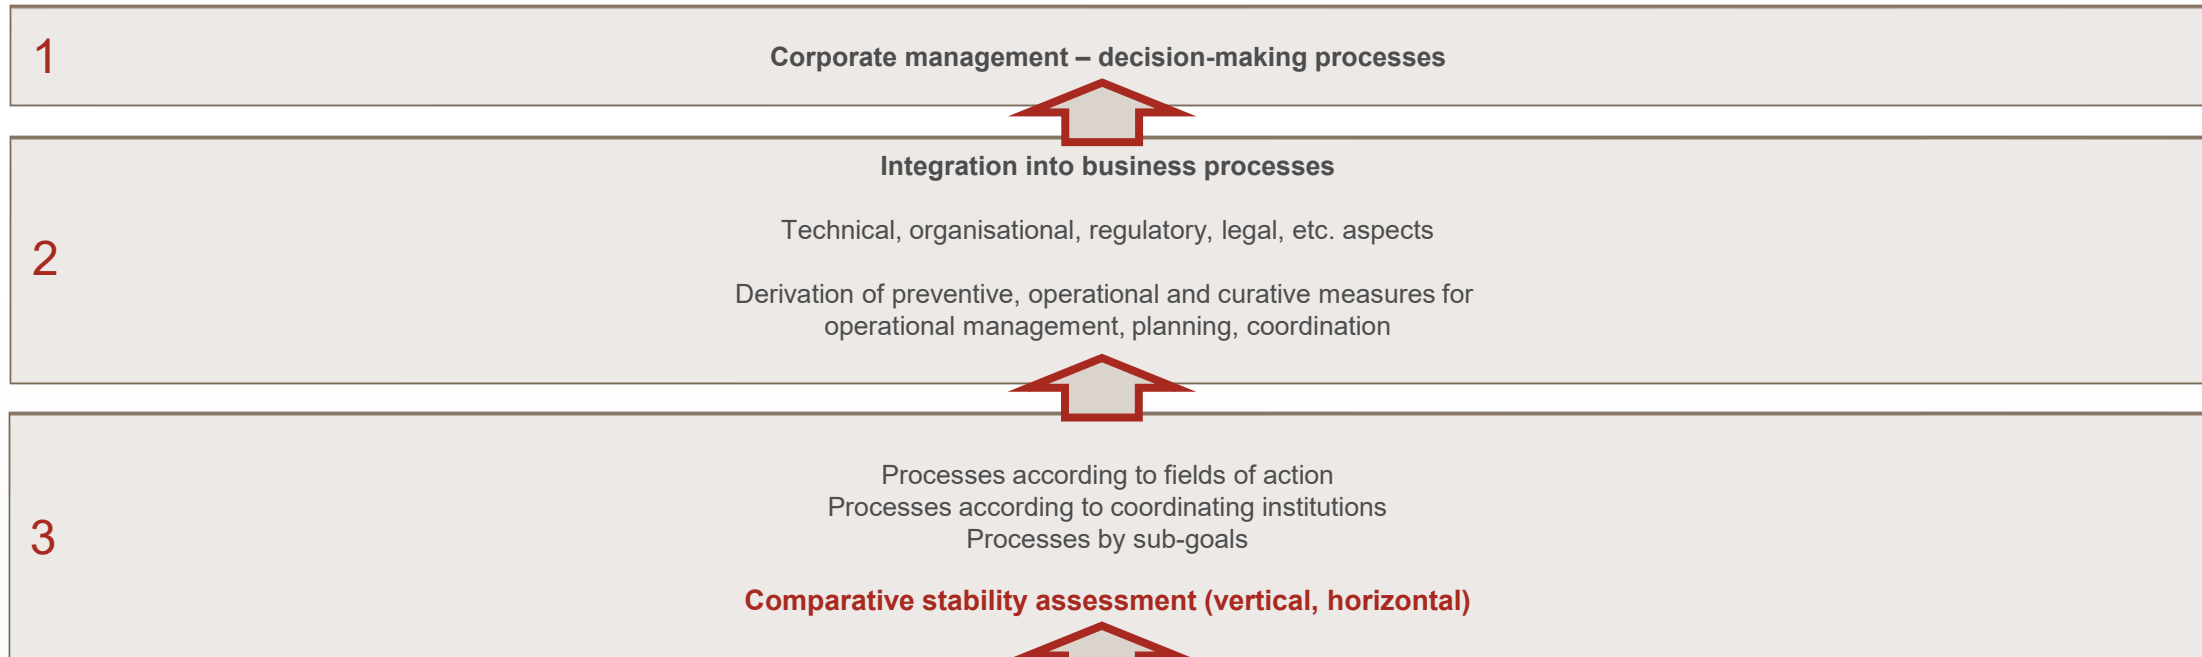 1
Corporate management – decision-making processes
2
Integration into business processes
Technical, organisational, regulatory, legal, etc. aspects
Derivation of preventive, operational and curative measures for
operational management, planning, coordination
3
Processes according to fields of action
Processes according to coordinating institutions
Processes by sub-goals
Comparative stability assessment (vertical, horizontal)